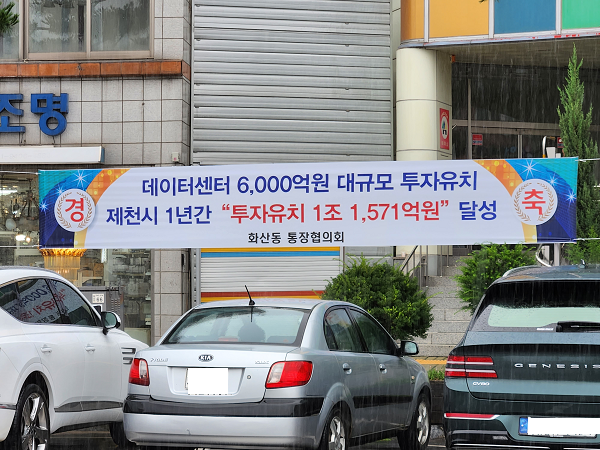 조명
경
데이터센터 6,000억원 대규모 투자유치
제천시 1년간 “투자유치 1조 1,571억원” 달성
화산동 통장협의회
축
KIA
GENESIS
GV80